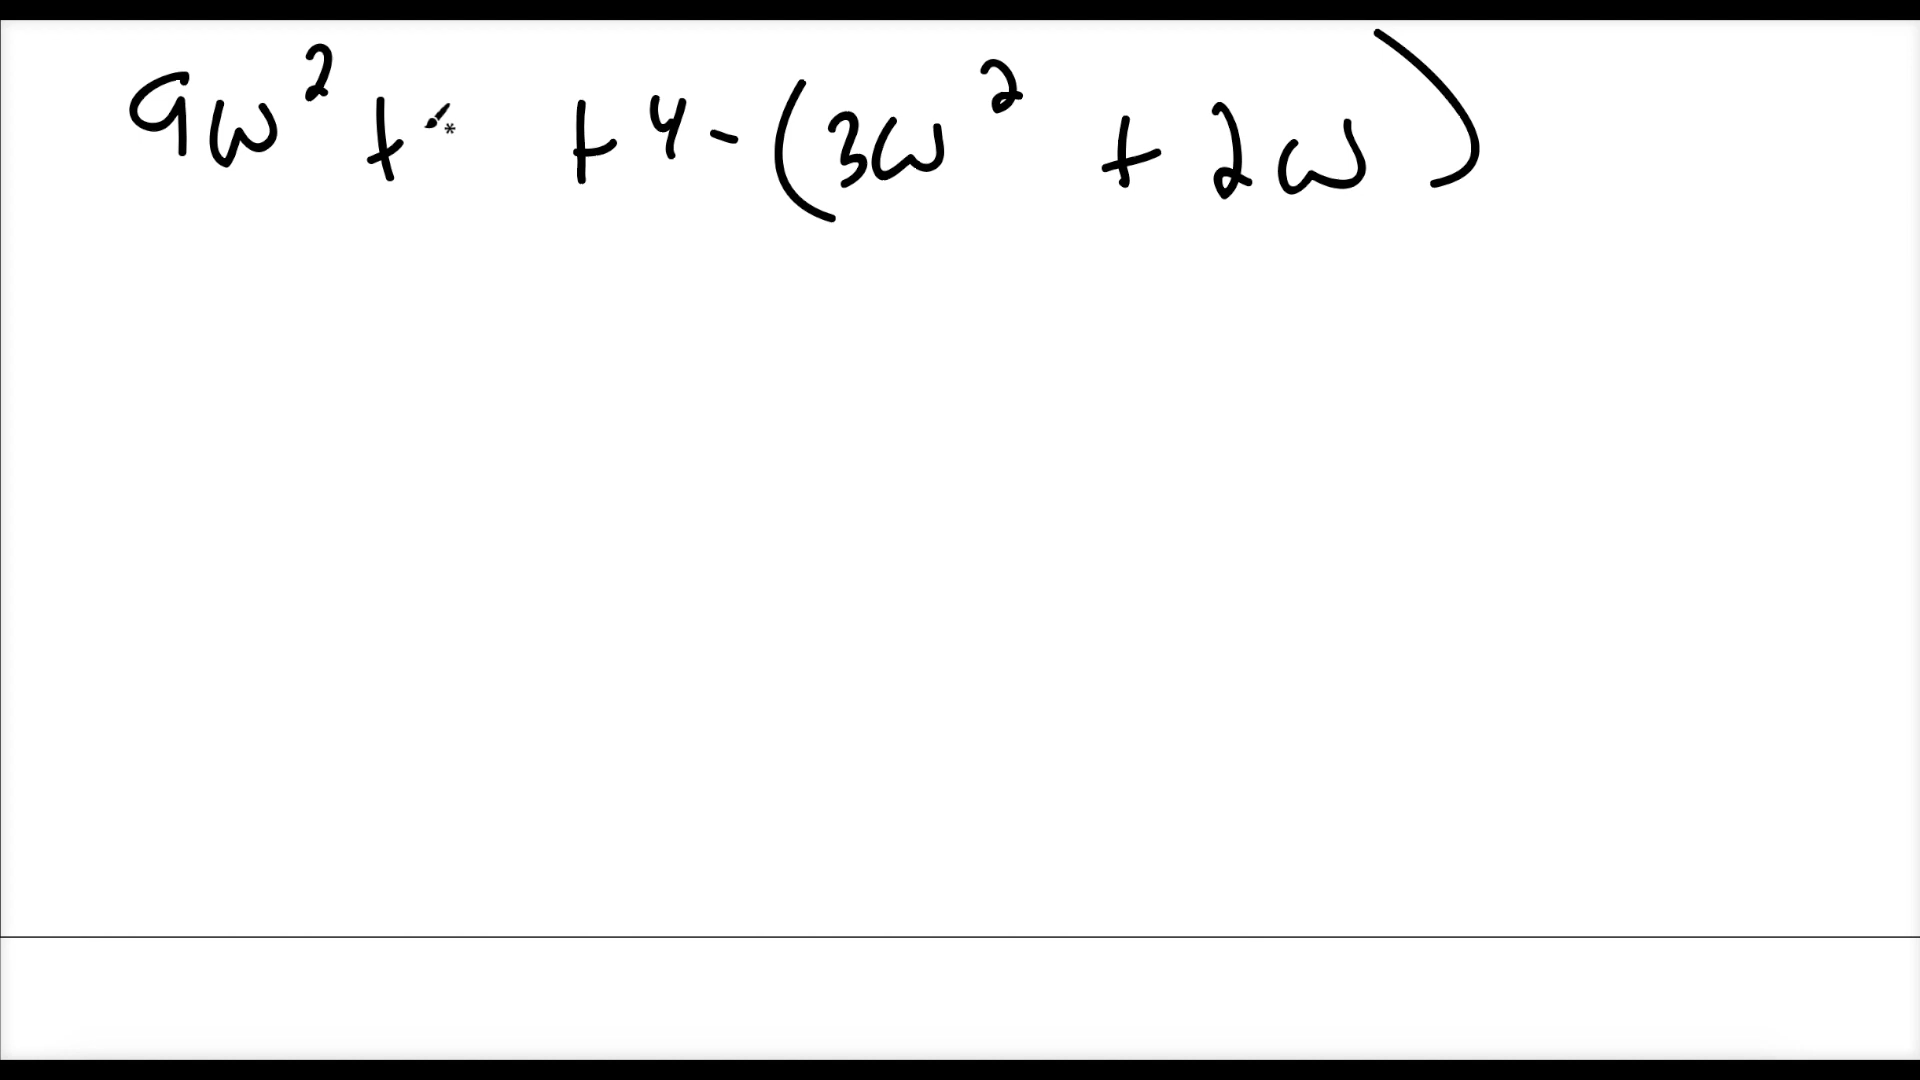 9w² + + 4 - (3w² + 2w)